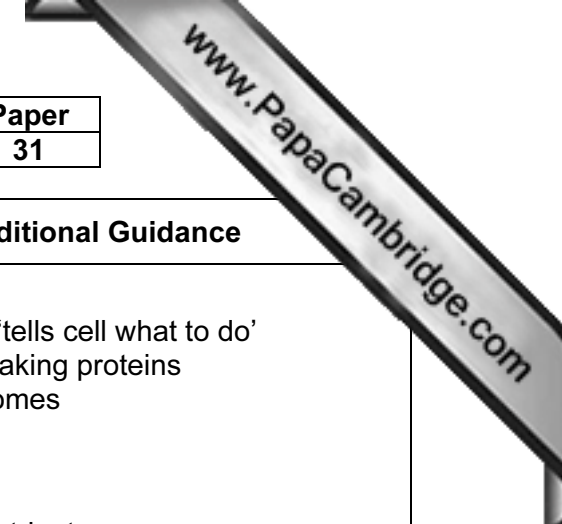 www.PapaCambridge.com
Paper
31
ditional Guidance
'tells cell what to do'
aking proteins
omes